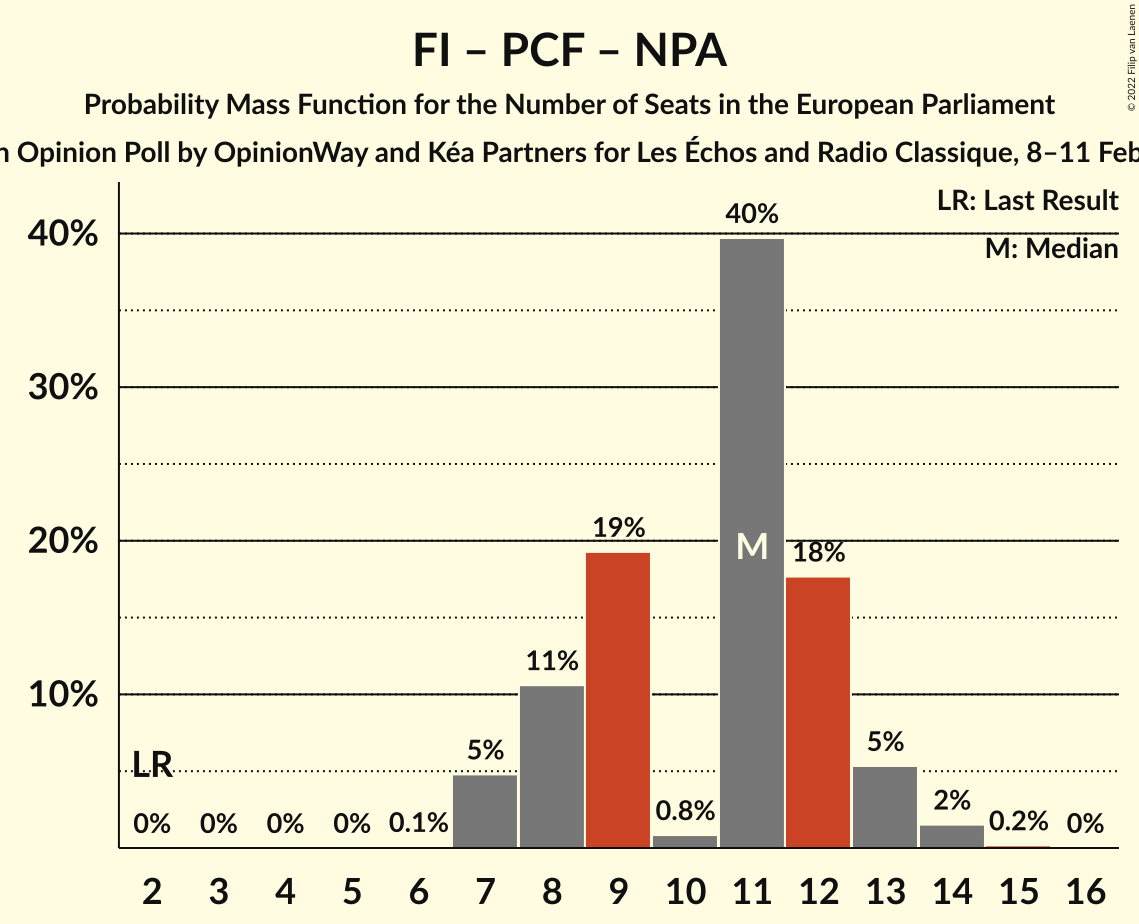 FI – PCF – NPA
Probability Mass Function for the Number of Seats in the European Parliament
Opinion Poll by OpinionWay and Kéa Partners for Les Échos and Radio Classique, 8–11 Feb
© 2022 Filip van Laenen
LR: Last Result
M: Median
40%
30%
20%
10%
LR
0% 0% 0% 0% 0.1% 5% 11% 19% 0.8% 40% 18% 5% 2% 0.2% 0%
M
2 3 4 5 6 7 8 9 10 11 12 13 14 15 16